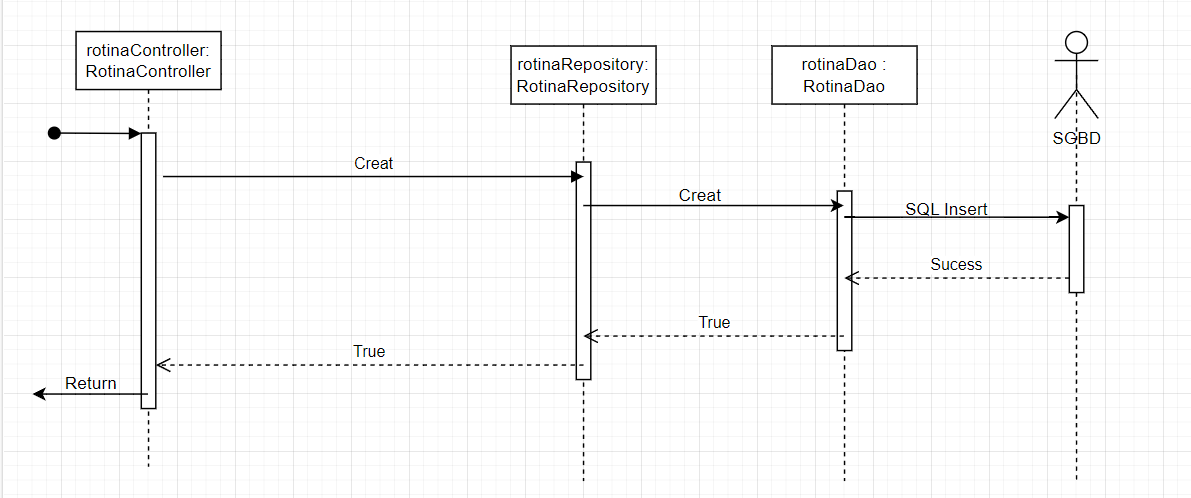 rotinaController:
RotinaController
rotinaRepository:
RotinaRepository
rotinaDao :
RotinaDao
SGBD
Creat
Creat
SQL Insert
Sucess
True
True
Return